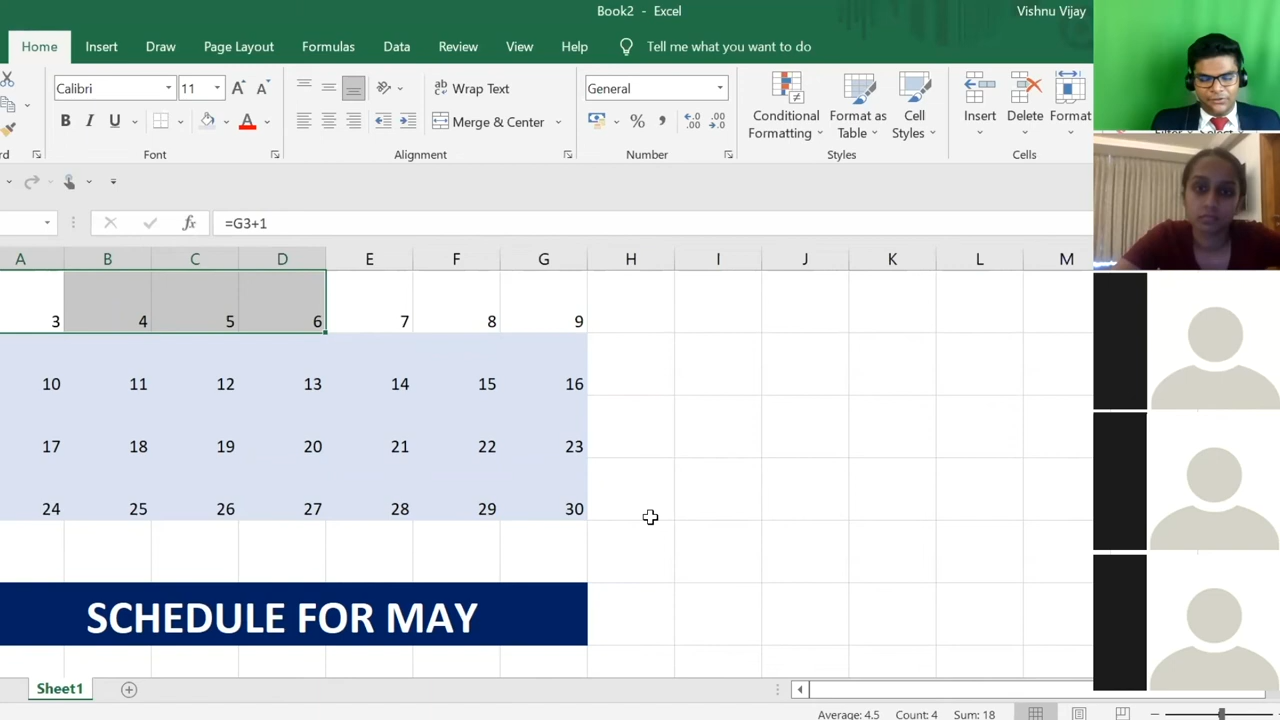 Book2 - Excel
Vishnu Vijay
Home Insert Draw Page Layout Formulas Data Review View Help Tell me what you want to do
Calibri 11 Wrap Text General
B I U Merge & Center % Conditional Formatting Format as Table Cell Styles Insert Delete Format
rd Font Alignment Number Styles Cells
=G3+1
A B C D E F G H I J K L M
3 4 5 6 7 8 9
10 11 12 13 14 15 16
17 18 19 20 21 22 23
24 25 26 27 28 29 30
SCHEDULE FOR MAY
Sheet1
Average: 4.5 Count: 4 Sum: 18